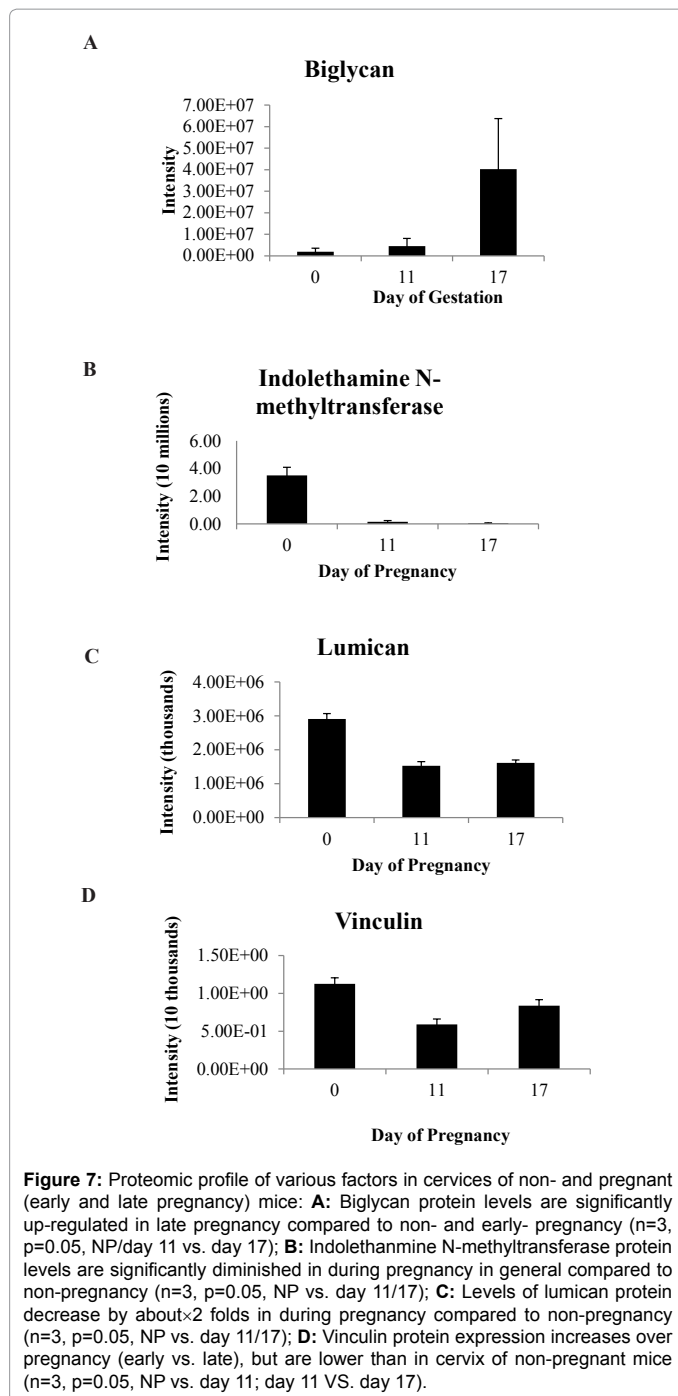 A
Biglycan
7.00E+07
6.00E+07
5.00E+07
4.00E+07
3.00E+07
2.00E+07
1.00E+07
0.00E+00
Intensity
0 11 17
Day of Gestation
B
Indolethamine N-
methyltransferase
6.00
4.00
2.00
0.00
Intensity (10 millions)
0 11 17
Day of Pregnancy
C
Lumican
4.00E+06
3.00E+06
2.00E+06
1.00E+06
0.00E+00
Intensity (thousands)
0 11 17
Day of Pregnancy
D
Vinculin
1.50E+00
1.00E+00
5.00E-01
0.00E+00
Intensity (10 thousands)
0 11 17
Day of Pregnancy
Figure 7: Proteomic profile of various factors in cervices of non- and pregnant
(early and late pregnancy) mice: A: Biglycan protein levels are significantly
up-regulated in late pregnancy compared to non- and early- pregnancy (n=3,
p=0.05, NP/day 11 vs. day 17); B: Indolethanmine N-methyltransferase protein
levels are significantly diminished in during pregnancy in general compared to
non-pregnancy (n=3, p=0.05, NP vs. day 11/17); C: Levels of lumican protein
decrease by about×2 folds in during pregnancy compared to non-pregnancy
(n=3, p=0.05, NP vs. day 11/17); D: Vinculin protein expression increases over
pregnancy (early vs. late), but are lower than in cervix of non-pregnant mice
(n=3, p=0.05, NP vs. day 11; day 11 VS. day 17).